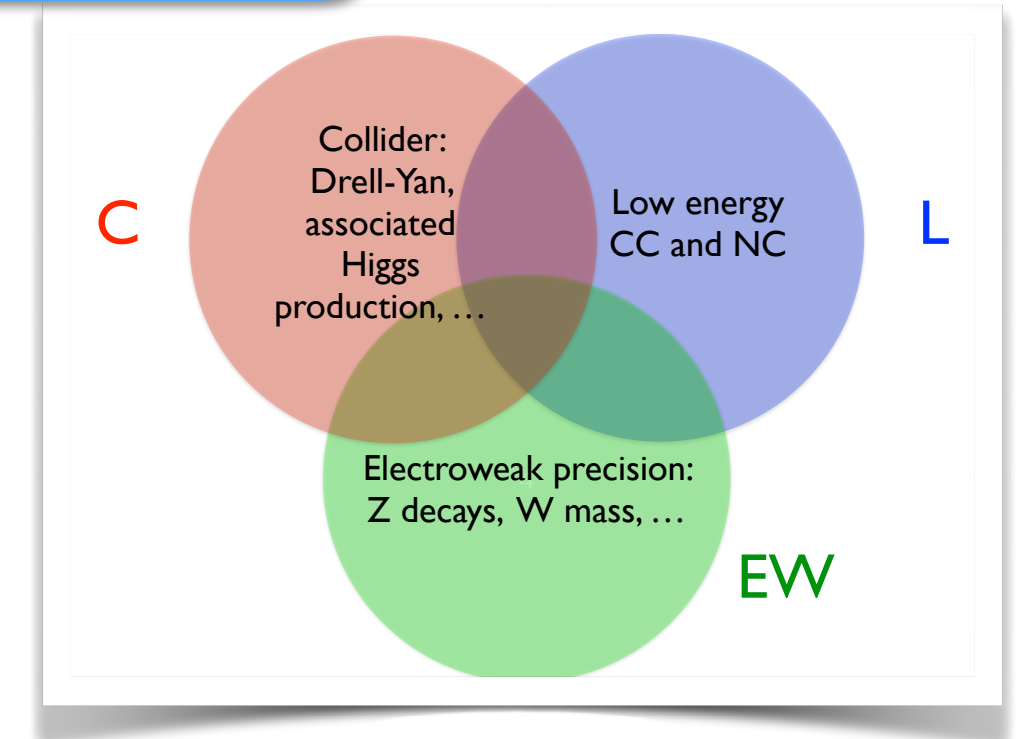 Collider:
Drell-Yan,
associated
Higgs
production, …
Low energy
CC and NC
C
L
Electroweak precision:
Z decays, W mass, …
EW